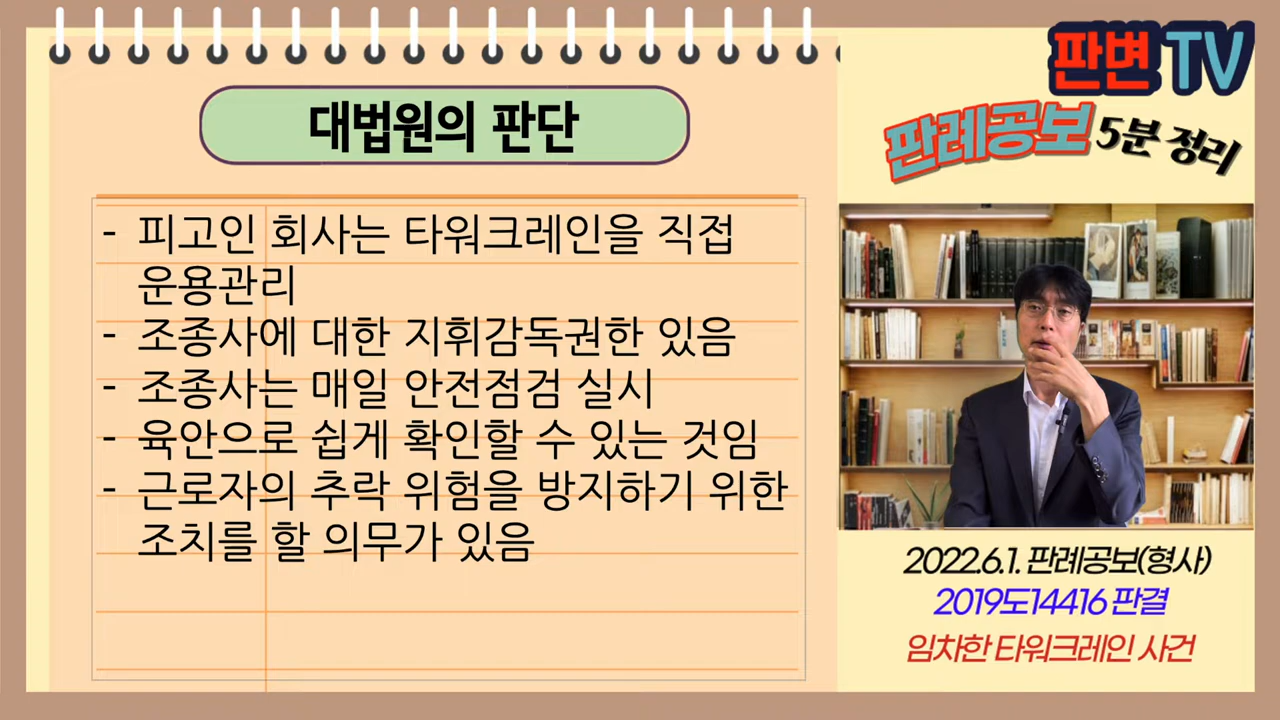 대법원의 판단
- 피고인 회사는 타워크레인을 직접
운용관리
- 조종사에 대한 지휘감독권한 있음
- 조종사는 매일 안전점검 실시
- 육안으로 쉽게 확인할 수 있는 것임
- 근로자의 추락 위험을 방지하기 위한
조치를 할 의무가 있음
판변 TV
판례공보 5분 정리
2022.6.1. 판례공보(형사)
2019도14416 판결
임차한 타워크레인 사건